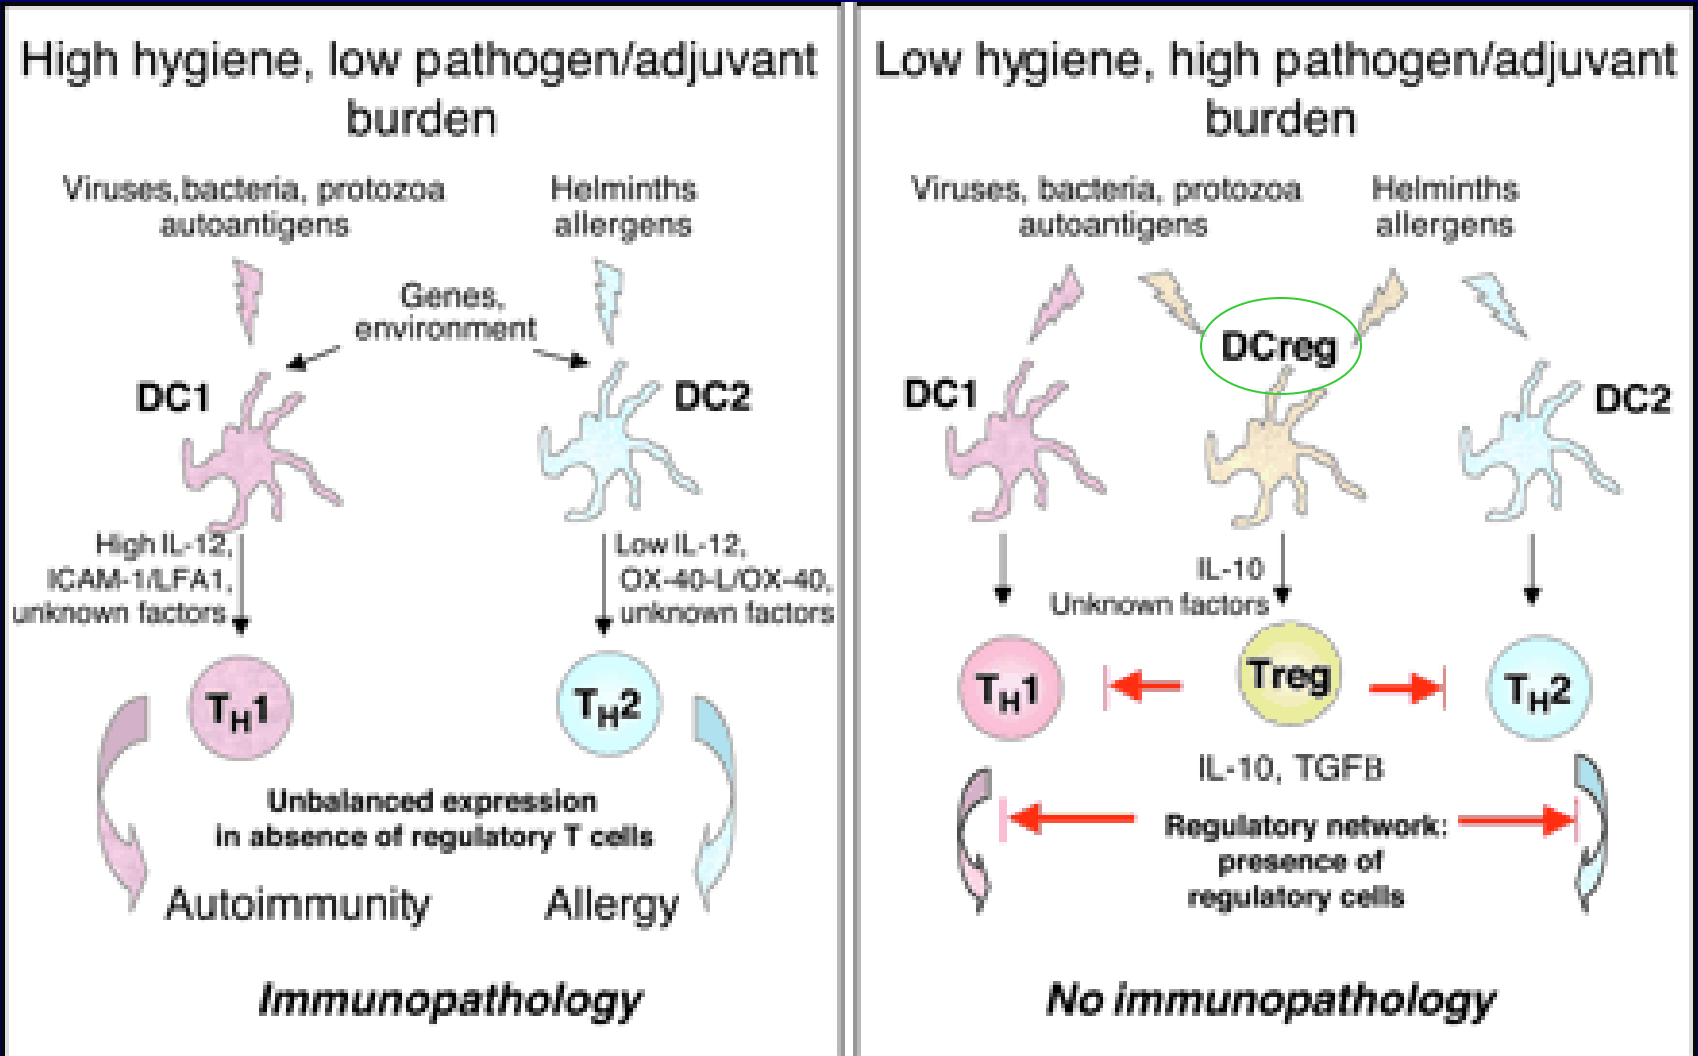 High hygiene, low pathogen/adjuvant
burden
Viruses, bacteria, protozoa
autoantigens
Helminths
allergens
Genes,
environment
DC1
DC2
High IL-12,
ICAM-1/LFA1,
unknown factors
Low IL-12,
OX-40-L/OX-40,
unknown factors
TH1
TH2
Unbalanced expression
in absence of regulatory T cells
Autoimmunity
Allergy
Immunopathology
Low hygiene, high pathogen/adjuvant
burden
Viruses, bacteria, protozoa
autoantigens
Helminths
allergens
DCreg
DC1
DC2
IL-10
Unknown factors
TH1
Treg
TH2
IL-10, TGFB
Regulatory network:
presence of
regulatory cells
No immunopathology